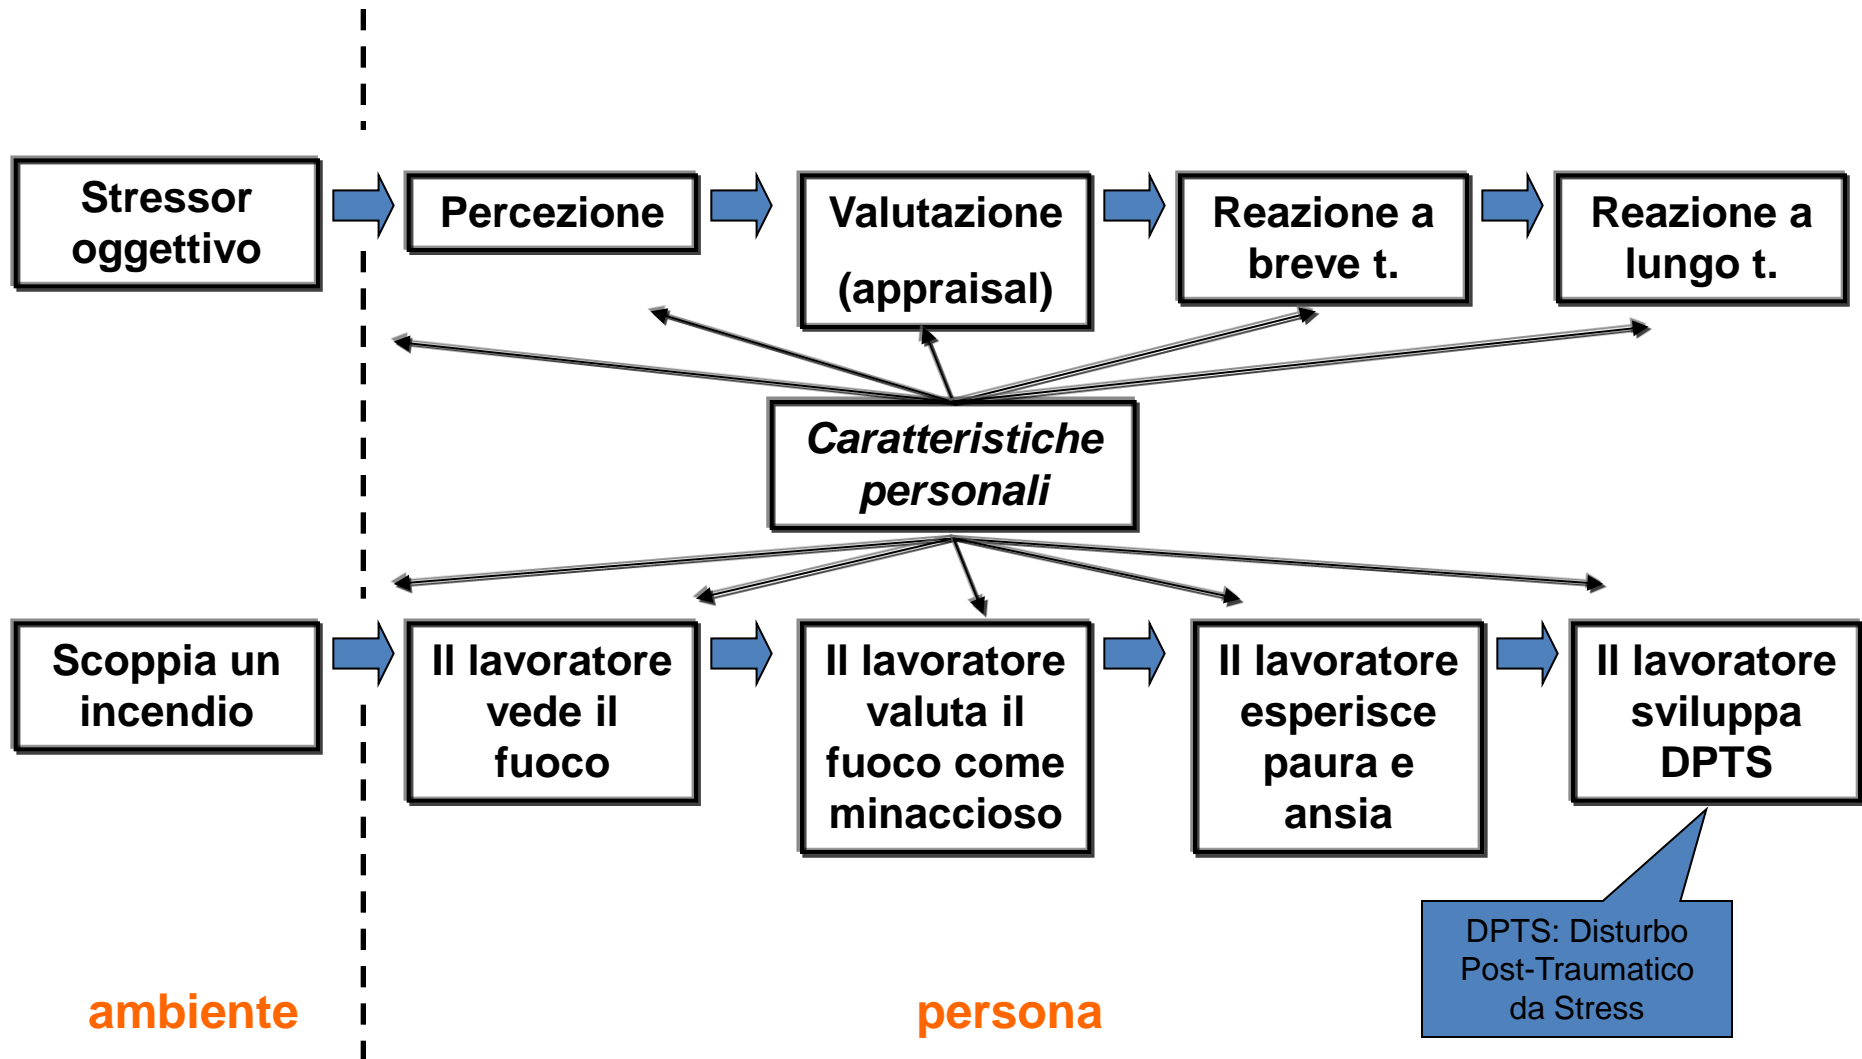 Stressor
oggettivo
Percezione
Valutazione
(appraisal)
Reazione a
breve t.
Reazione a
lungo t.
Caratteristiche
personali
Scoppia un
incendio
Il lavoratore
vede il
fuoco
Il lavoratore
valuta il
fuoco come
minaccioso
Il lavoratore
esperisce
paura e
ansia
Il lavoratore
sviluppa
DPTS
DPTS: Disturbo
Post-Traumatico
da Stress
ambiente
persona